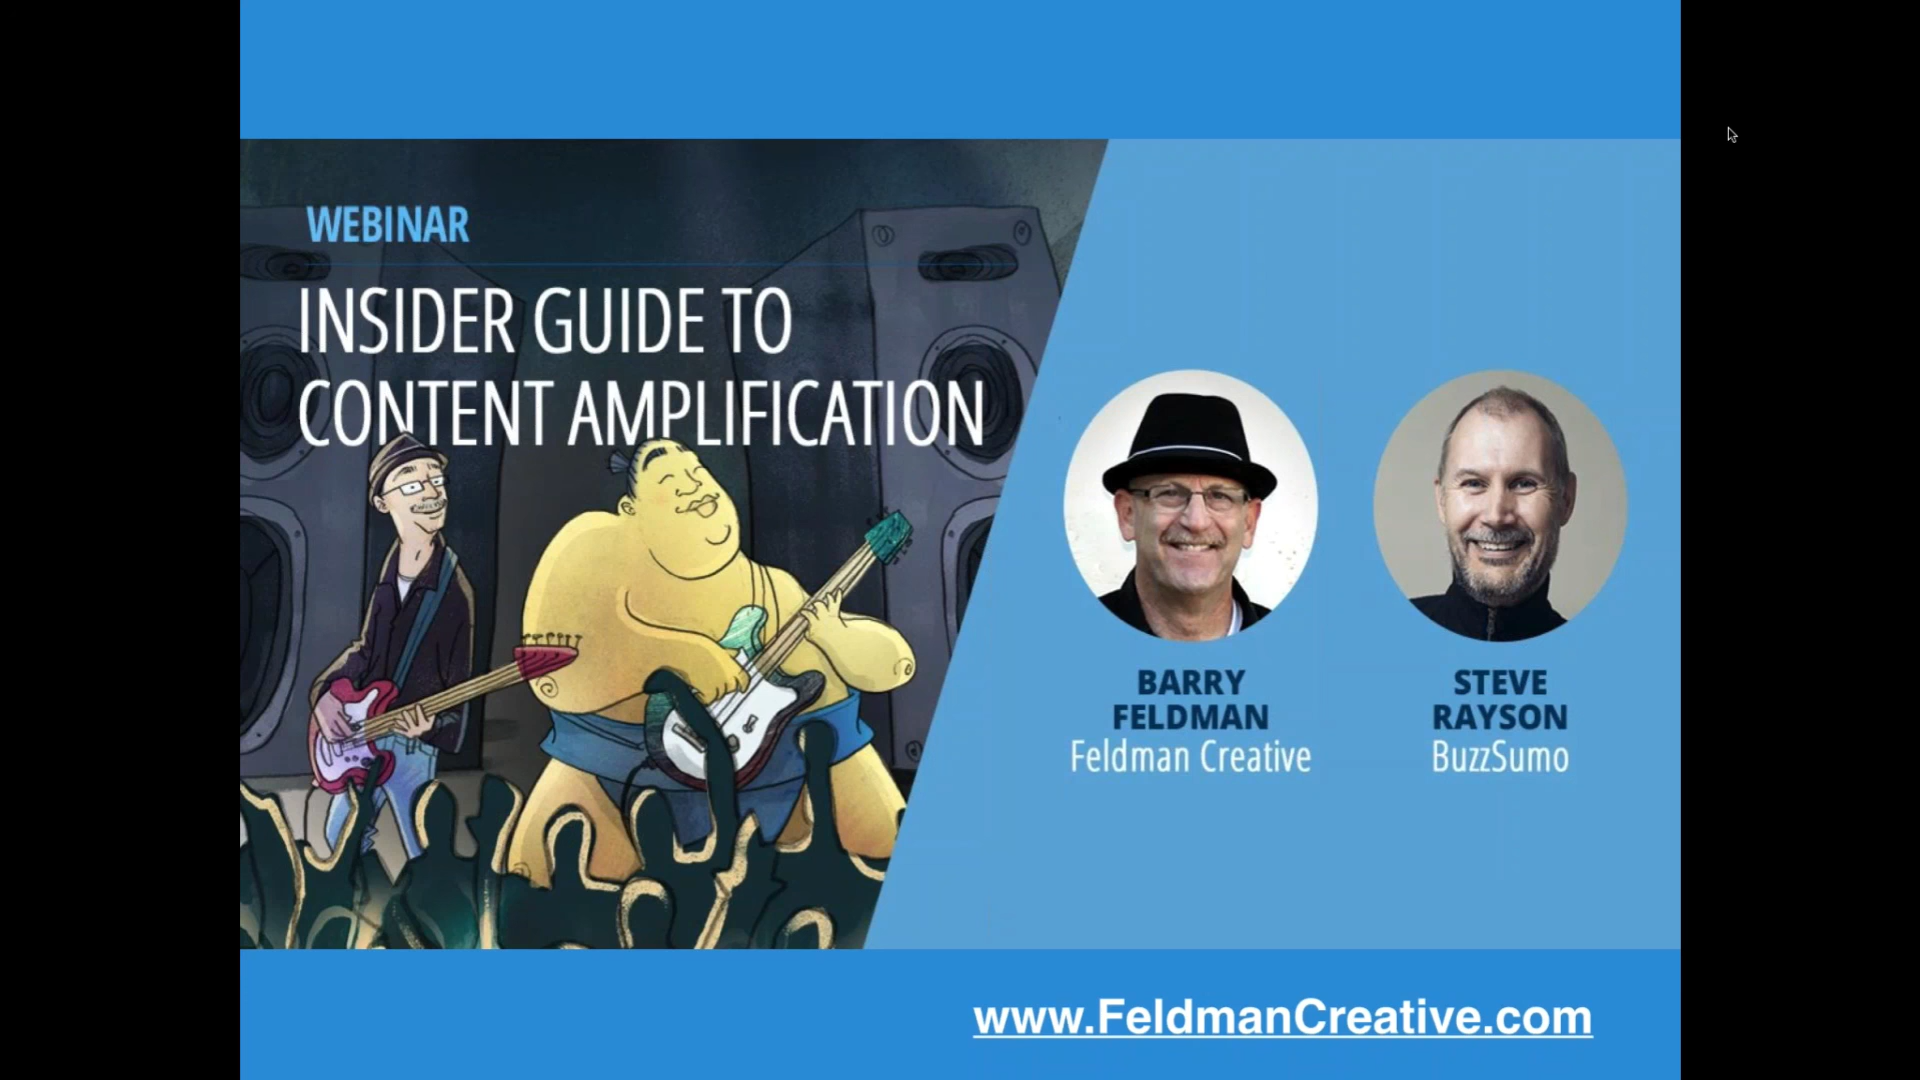 WEBINAR
INSIDER GUIDE TO
CONTENT AMPLIFICATION
BARRY
FELDMAN
Feldman Creative
STEVE
RAYSON
BuzzSumo
www.FeldmanCreative.com